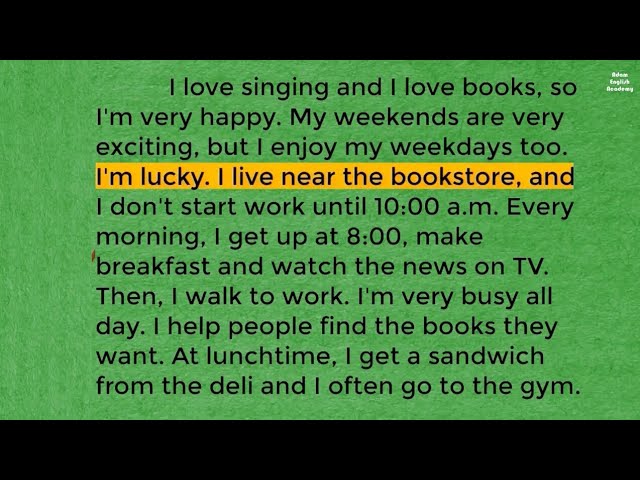 Adam
English
Academy
I love singing and I love books, so
I'm very happy. My weekends are very
exciting, but I enjoy my weekdays too.
I'm lucky. I live near the bookstore, and
I don't start work until 10:00 a.m. Every
morning, I get up at 8:00, make
breakfast and watch the news on TV.
Then, I walk to work. I'm very busy all
day. I help people find the books they
want. At lunchtime, I get a sandwich
from the deli and I often go to the gym.